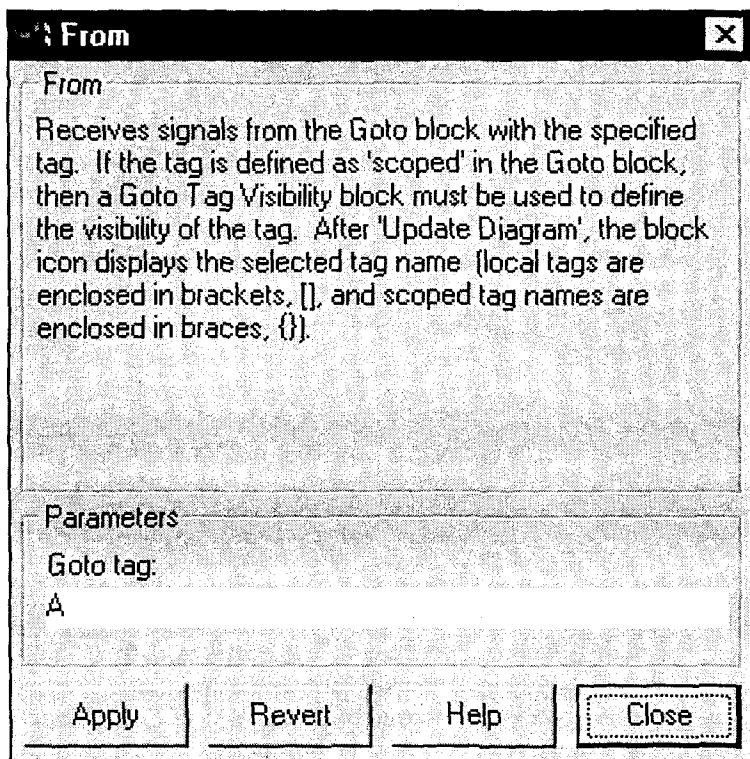 From
From
Receives signals from the Goto block with the specified
tag. If the tag is defined as 'scoped' in the Goto block,
then a Goto Tag Visibility block must be used to define
the visibility of the tag. After 'Update Diagram', the block
icon displays the selected tag name (local tags are
enclosed in brackets, [], and scoped tag names are
enclosed in braces, {}).
Parameters
Goto tag:
A
Apply Revert Help Close